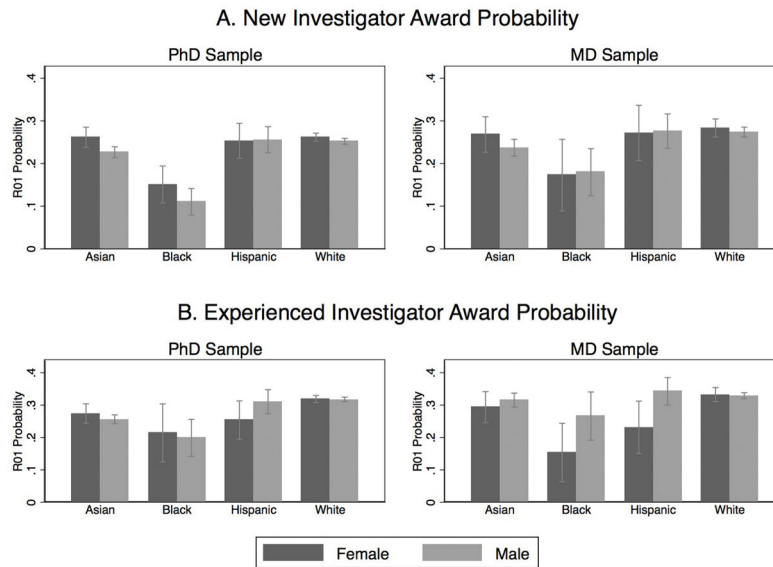 A. New Investigator Award Probability
PhD Sample
MD Sample
R01 Probability
.4
.3
.2
.1
0
Asian Black Hispanic White
R01 Probability
.4
.3
.2
.1
0
Asian Black Hispanic White
B. Experienced Investigator Award Probability
PhD Sample
MD Sample
R01 Probability
.4
.3
.2
.1
0
Asian Black Hispanic White
R01 Probability
.4
.3
.2
.1
0
Asian Black Hispanic White
Female Male